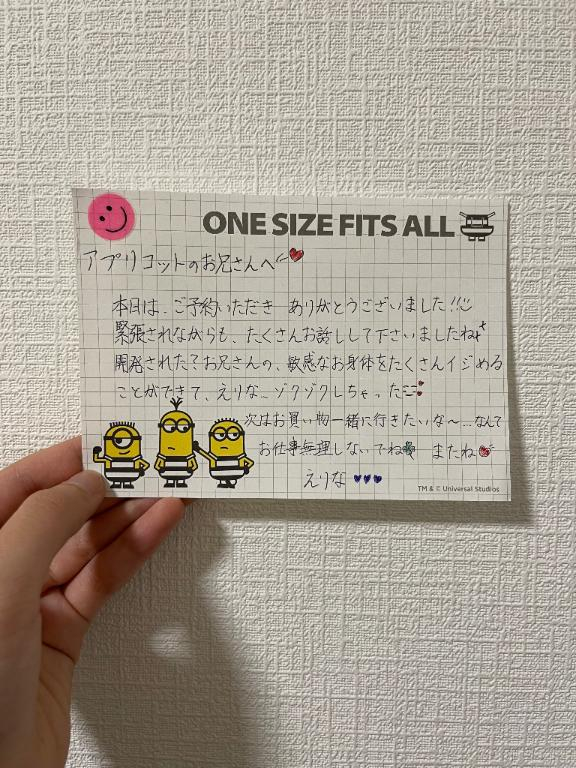 ONE SIZE FITS ALL
アプリコットのお兄さんへ
本日は、ご予約いただき ありがとうございました!!
緊張されながらも、たくさんお話しして下さいましたね
開発された?お兄さんの、敏感なお身体をたくさんイジめる
ことができて、えりな、ゾクゾクしちゃった
次はお買い物一緒に行きたいな〜…なんて
お仕事無理しないでね またね
えりな
TM & © Universal Studios